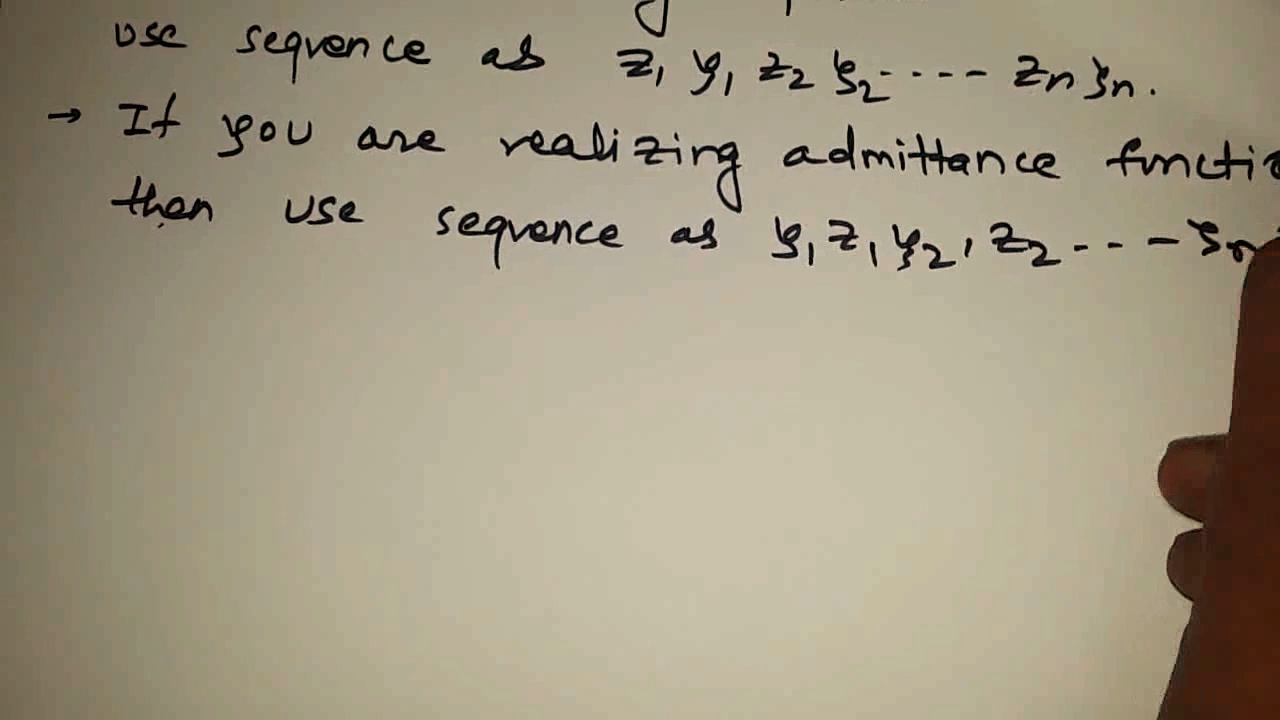 use sequence as z₁ y₁ z₂ y₂ ---- zn yn.
→ If you are realizing admittance functio
then use sequence as y₁ z₁ y₂, z₂ --- yn